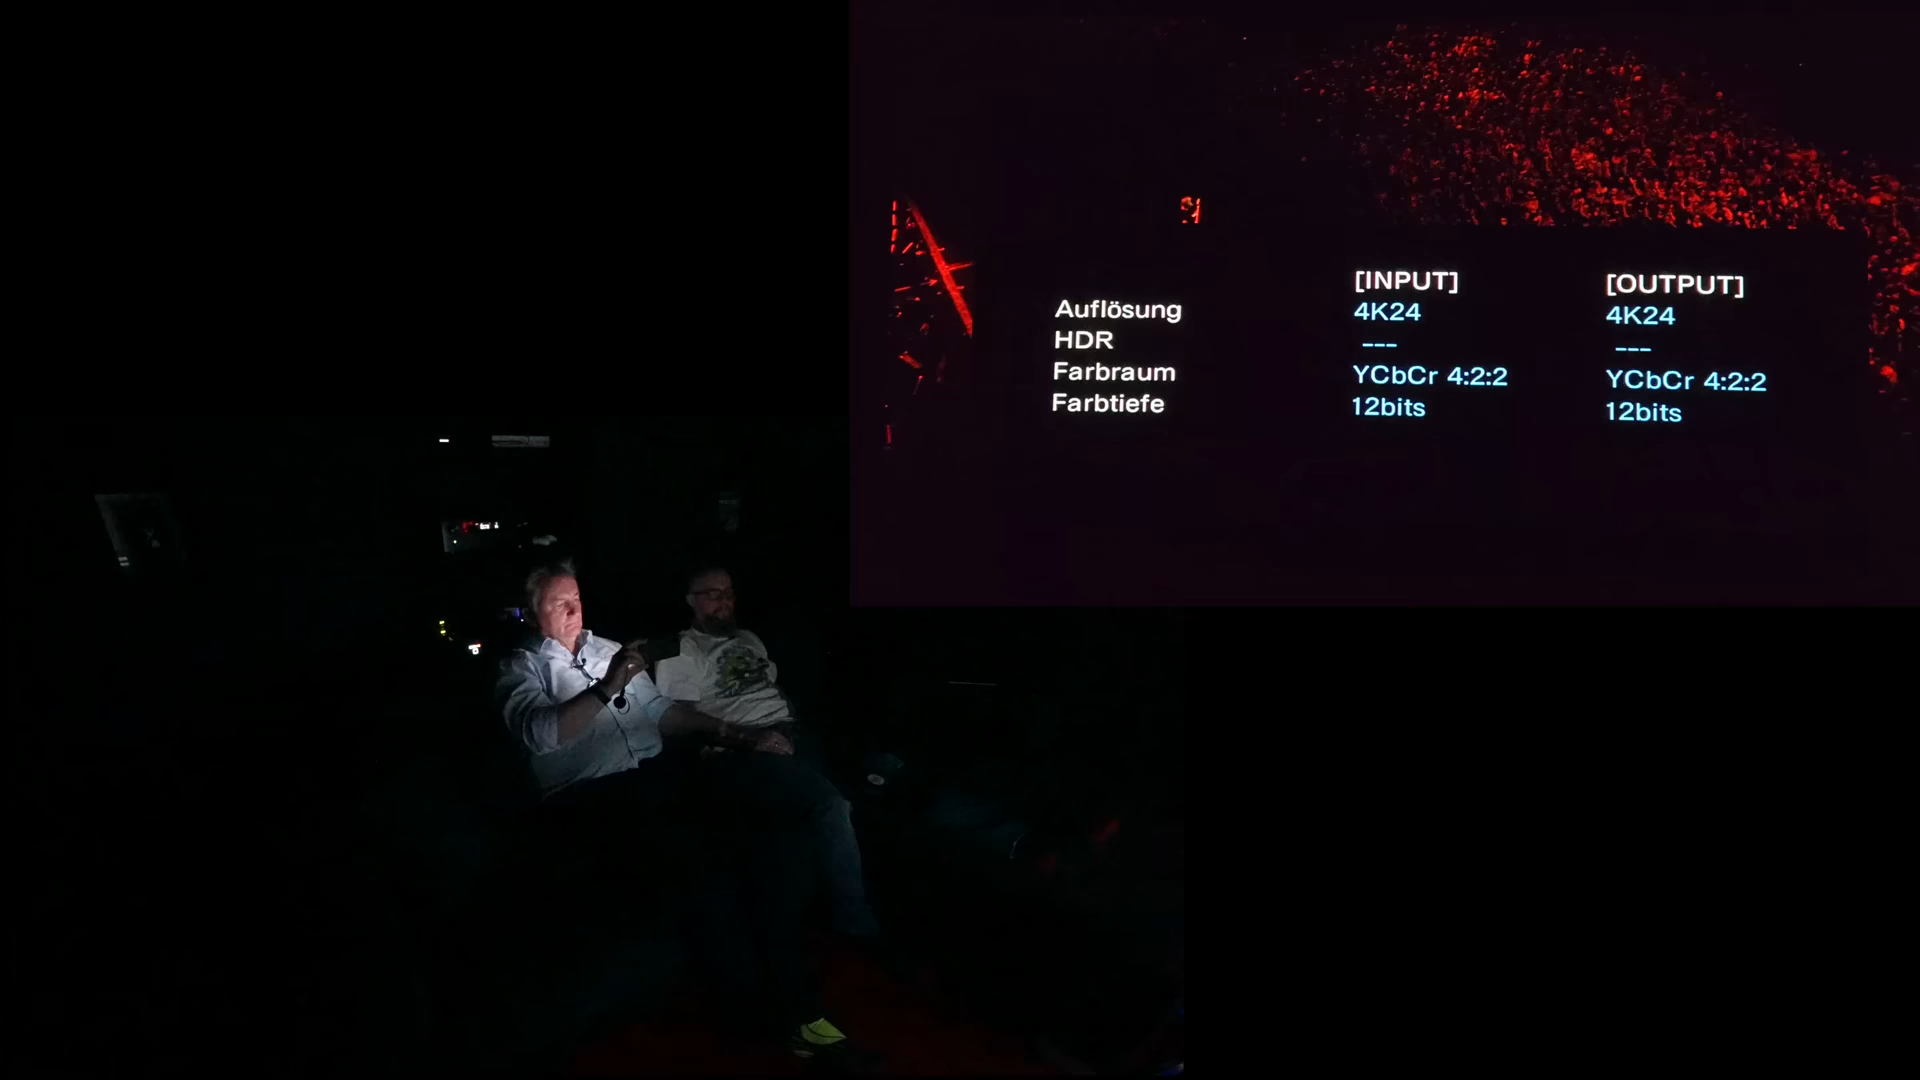 [INPUT] [OUTPUT]
Auflösung 4K24 4K24
HDR --- ---
Farbraum YCbCr 4:2:2 YCbCr 4:2:2
Farbtiefe 12bits 12bits